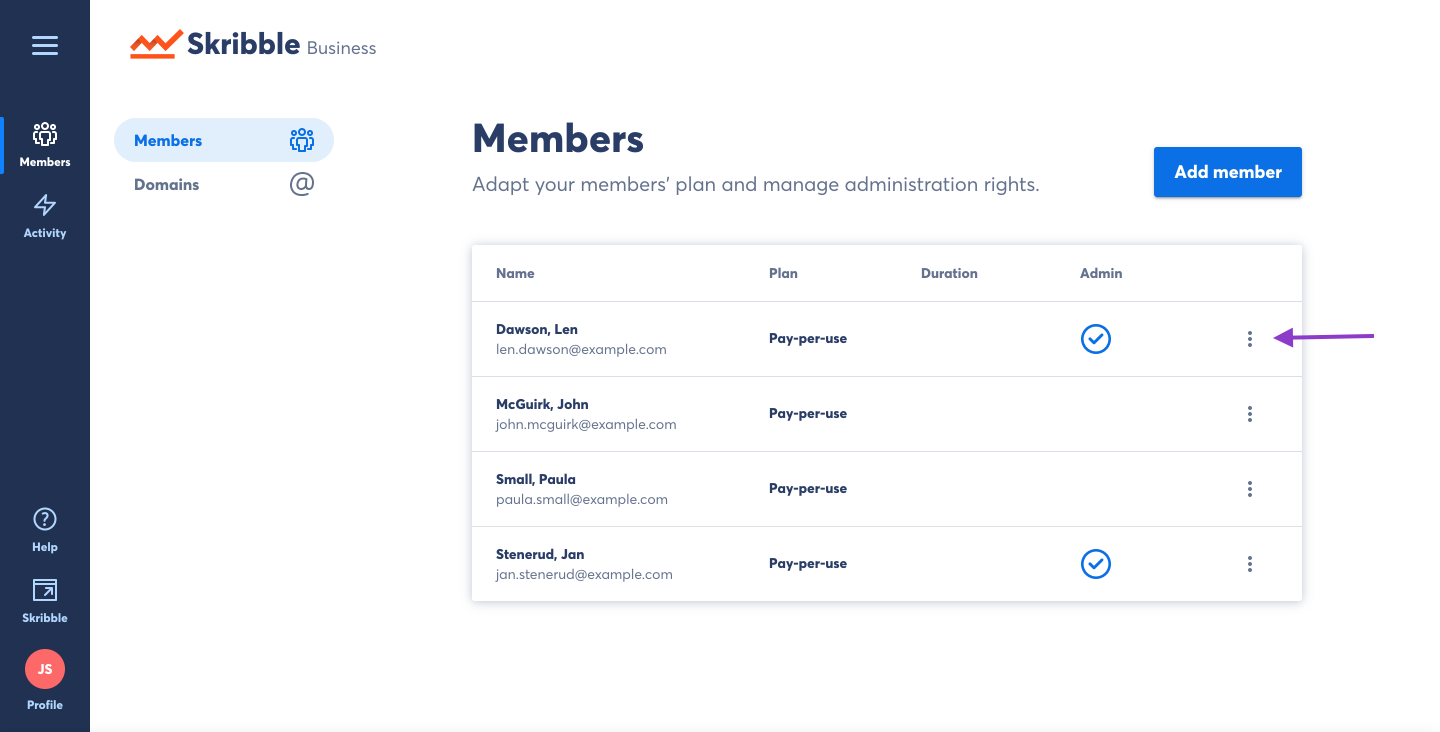 Skribble Business
Members
Activity
Help
Skribble
JS
Profile
Members
Domains
Members
Adapt your members' plan and manage administration rights.
Add member
Name Plan Duration Admin
Dawson, Len
len.dawson@example.com
Pay-per-use
McGuirk, John
john.mcguirk@example.com
Pay-per-use
Small, Paula
paula.small@example.com
Pay-per-use
Stenerud, Jan
jan.stenerud@example.com
Pay-per-use